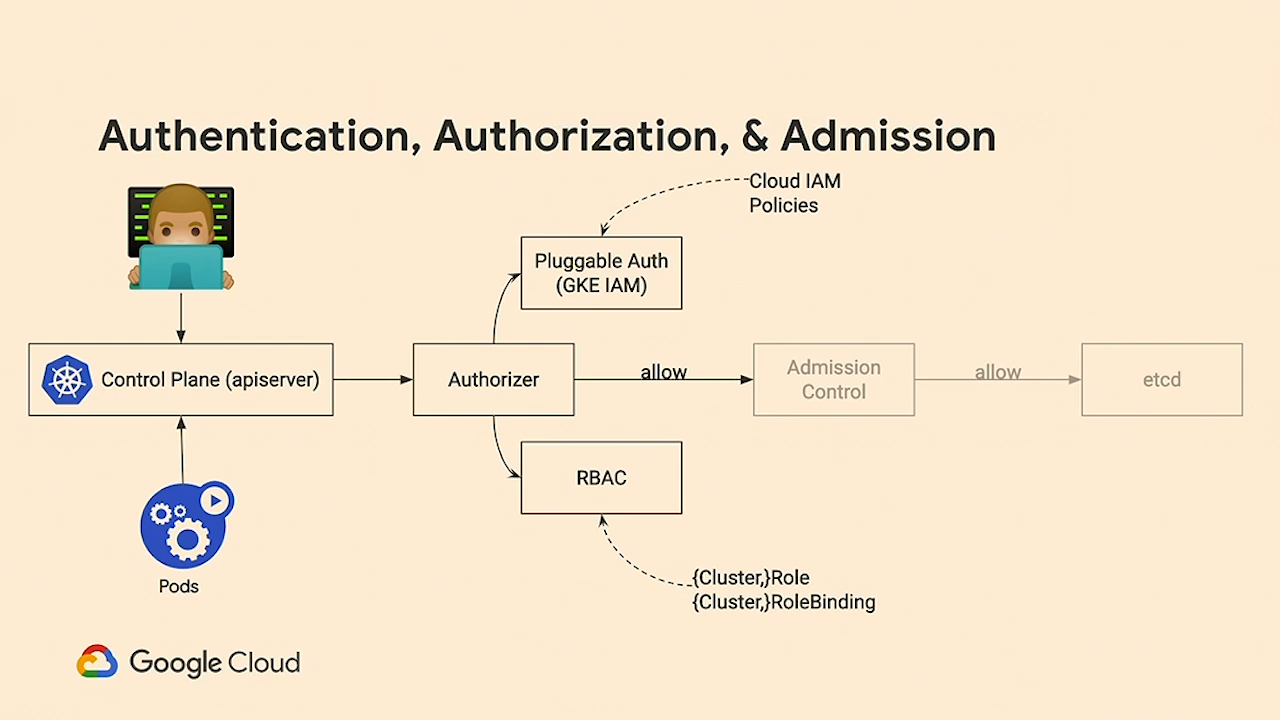 Authentication, Authorization, & Admission
Cloud IAM
Policies
Pluggable Auth
(GKE IAM)
Control Plane (apiserver)
Authorizer
allow
Admission
Control
allow
etcd
RBAC
Pods
{Cluster,}Role
{Cluster,}RoleBinding
Google Cloud